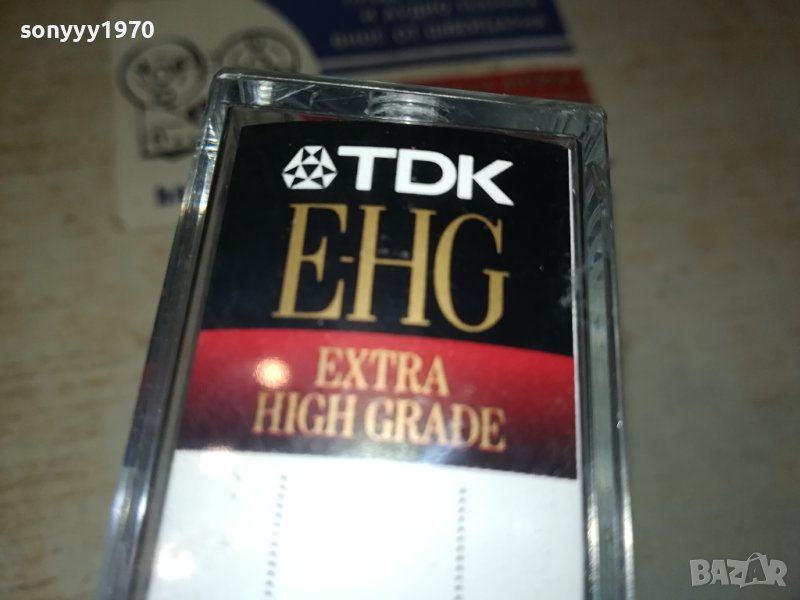 sonyyy1970
TDK
E-HG
EXTRA
HIGH GRADE
BAZAR